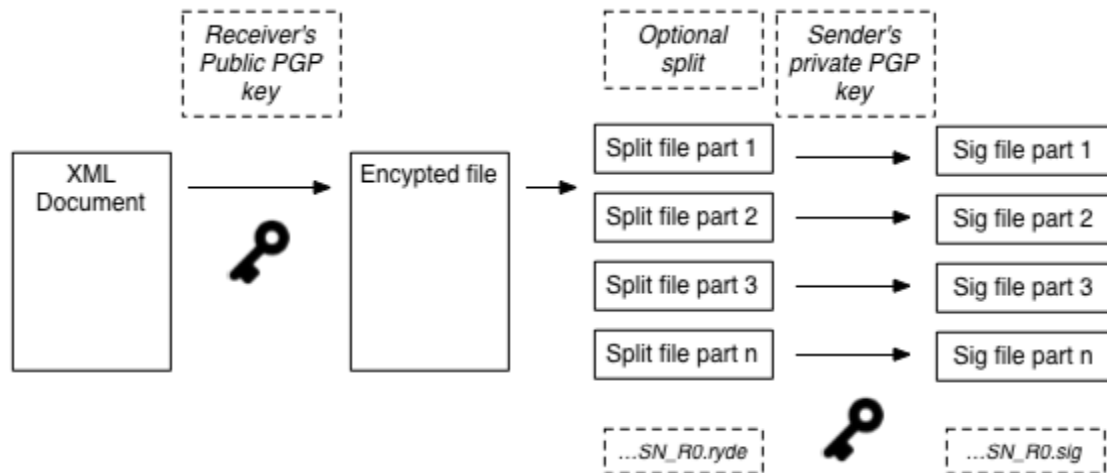 Receiver's
Public PGP
key
Optional
split
Sender's
private PGP
key
XML
Document
Encypted file
Split file part 1
Sig file part 1
Split file part 2
Sig file part 2
Split file part 3
Sig file part 3
Split file part n
Sig file part n
...SN_R0.ryde
...SN_R0.sig